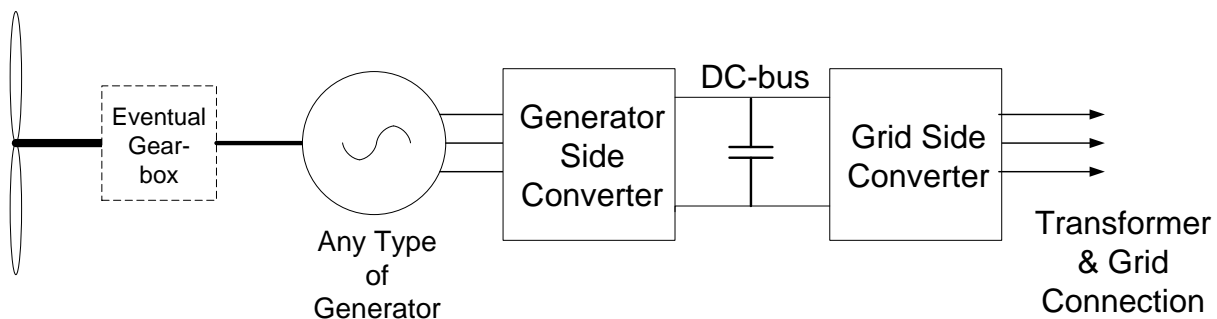 Eventual
Gear-
box
Any Type
of
Generator
Generator
Side
Converter
DC-bus
Grid Side
Converter
Transformer
& Grid
Connection